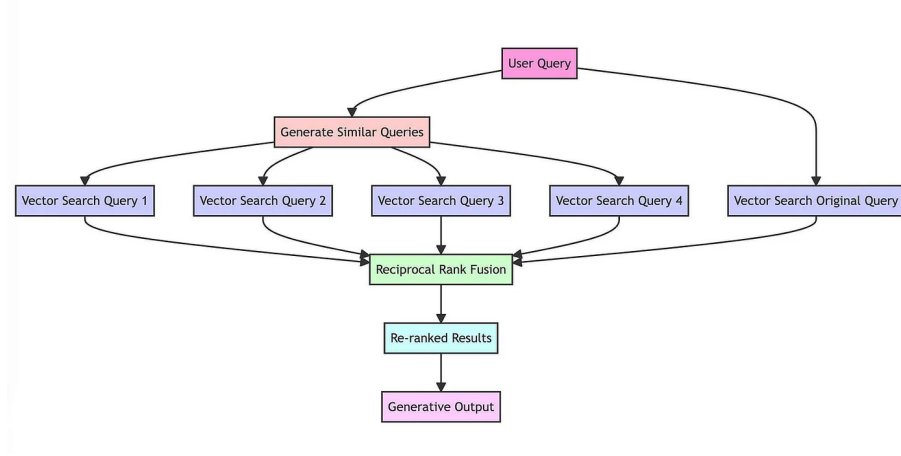 User Query
Generate Similar Queries
Vector Search Query 1
Vector Search Query 2
Vector Search Query 3
Vector Search Query 4
Vector Search Original Query
Reciprocal Rank Fusion
Re-ranked Results
Generative Output